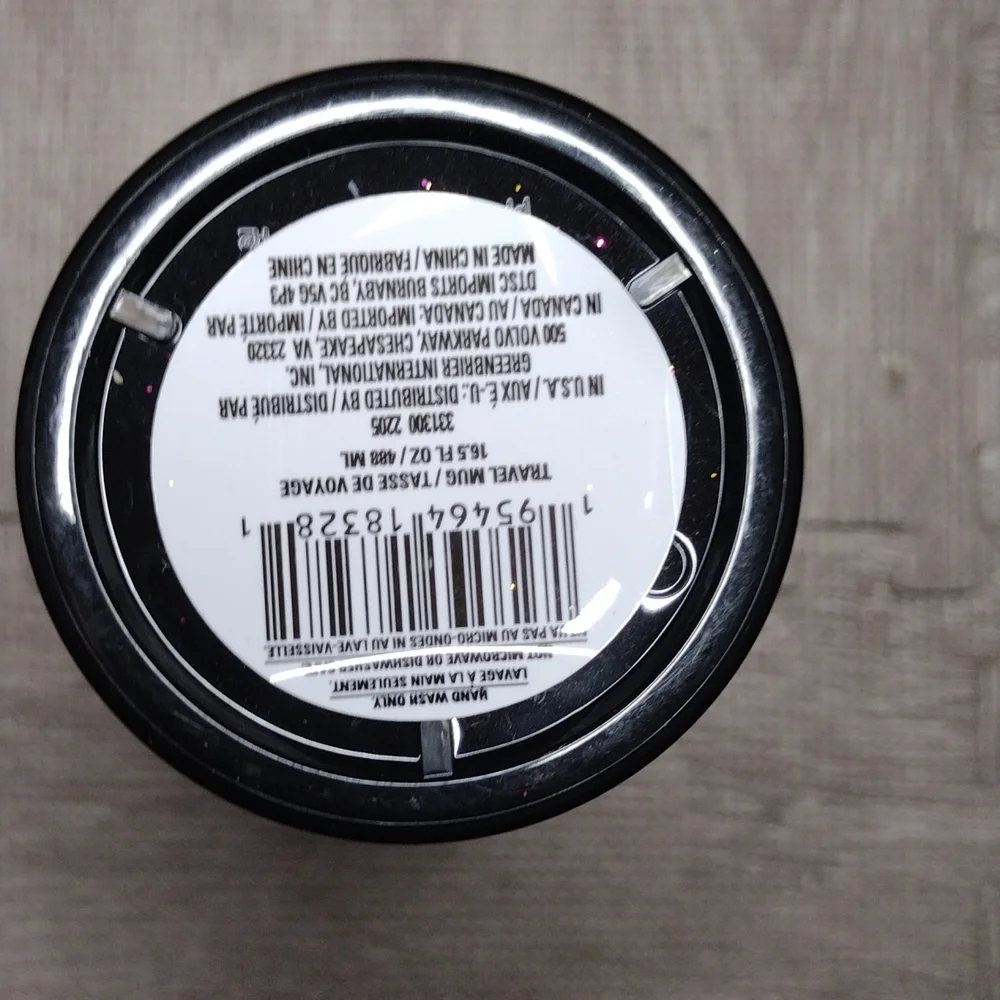 HAND WASH ONLY.
LAVAGE À LA MAIN SEULEMENT.
NOT MICROWAVE OR DISHWASHER
PAS AU MICRO-ONDES NI AU LAVE-VAISSELLE.
1 95464 18328 1
TRAVEL MUG / TASSE DE VOYAGE
16.5 FL OZ / 488 ML
331300 2205
IN U.S.A. / AUX É.-U.: DISTRIBUTED BY / DISTRIBUÉ PAR
GREENBRIER INTERNATIONAL, INC.
500 VOLVO PARKWAY, CHESAPEAKE, VA 23320
IN CANADA / AU CANADA: IMPORTED BY / IMPORTÉ PAR
DTSC IMPORTS BURNABY, BC V5G 4P3
MADE IN CHINA / FABRIQUE EN CHINE